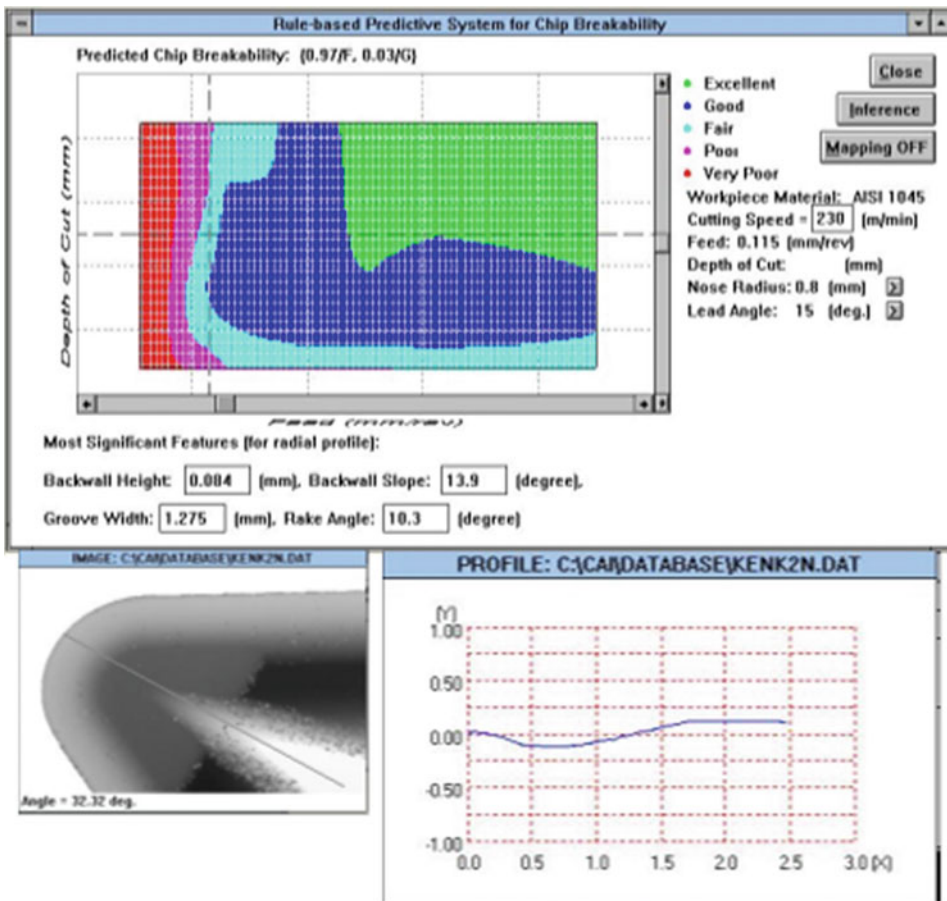 Rule-based Predictive System for Chip Breakability
Predicted Chip Breakability: {0.97/F, 0.03/G}
Depth of Cut (mm)
Feed (mm/rev)
Excellent
Good
Fair
Poor
Very Poor
Close
Inference
Mapping OFF
Workpiece Material: AISI 1045
Cutting Speed = 230 (m/min)
Feed: 0.115 (mm/rev)
Depth of Cut: (mm)
Nose Radius: 0.8 (mm) >
Lead Angle: 15 (deg.) >
Most Significant Features (for radial profile):
Backwall Height: 0.084 (mm), Backwall Slope: 13.9 (degree),
Groove Width: 1.275 (mm), Rake Angle: 10.3 (degree)
IMAGE: C:\CAI\DATABASE\KENK2N.DAT
Angle = 32.32 deg.
PROFILE: C:\CAI\DATABASE\KENK2N.DAT
[Y]
1.00
0.50
0.00
-0.50
-1.00
0.0 0.5 1.0 1.5 2.0 2.5 3.0 [X]